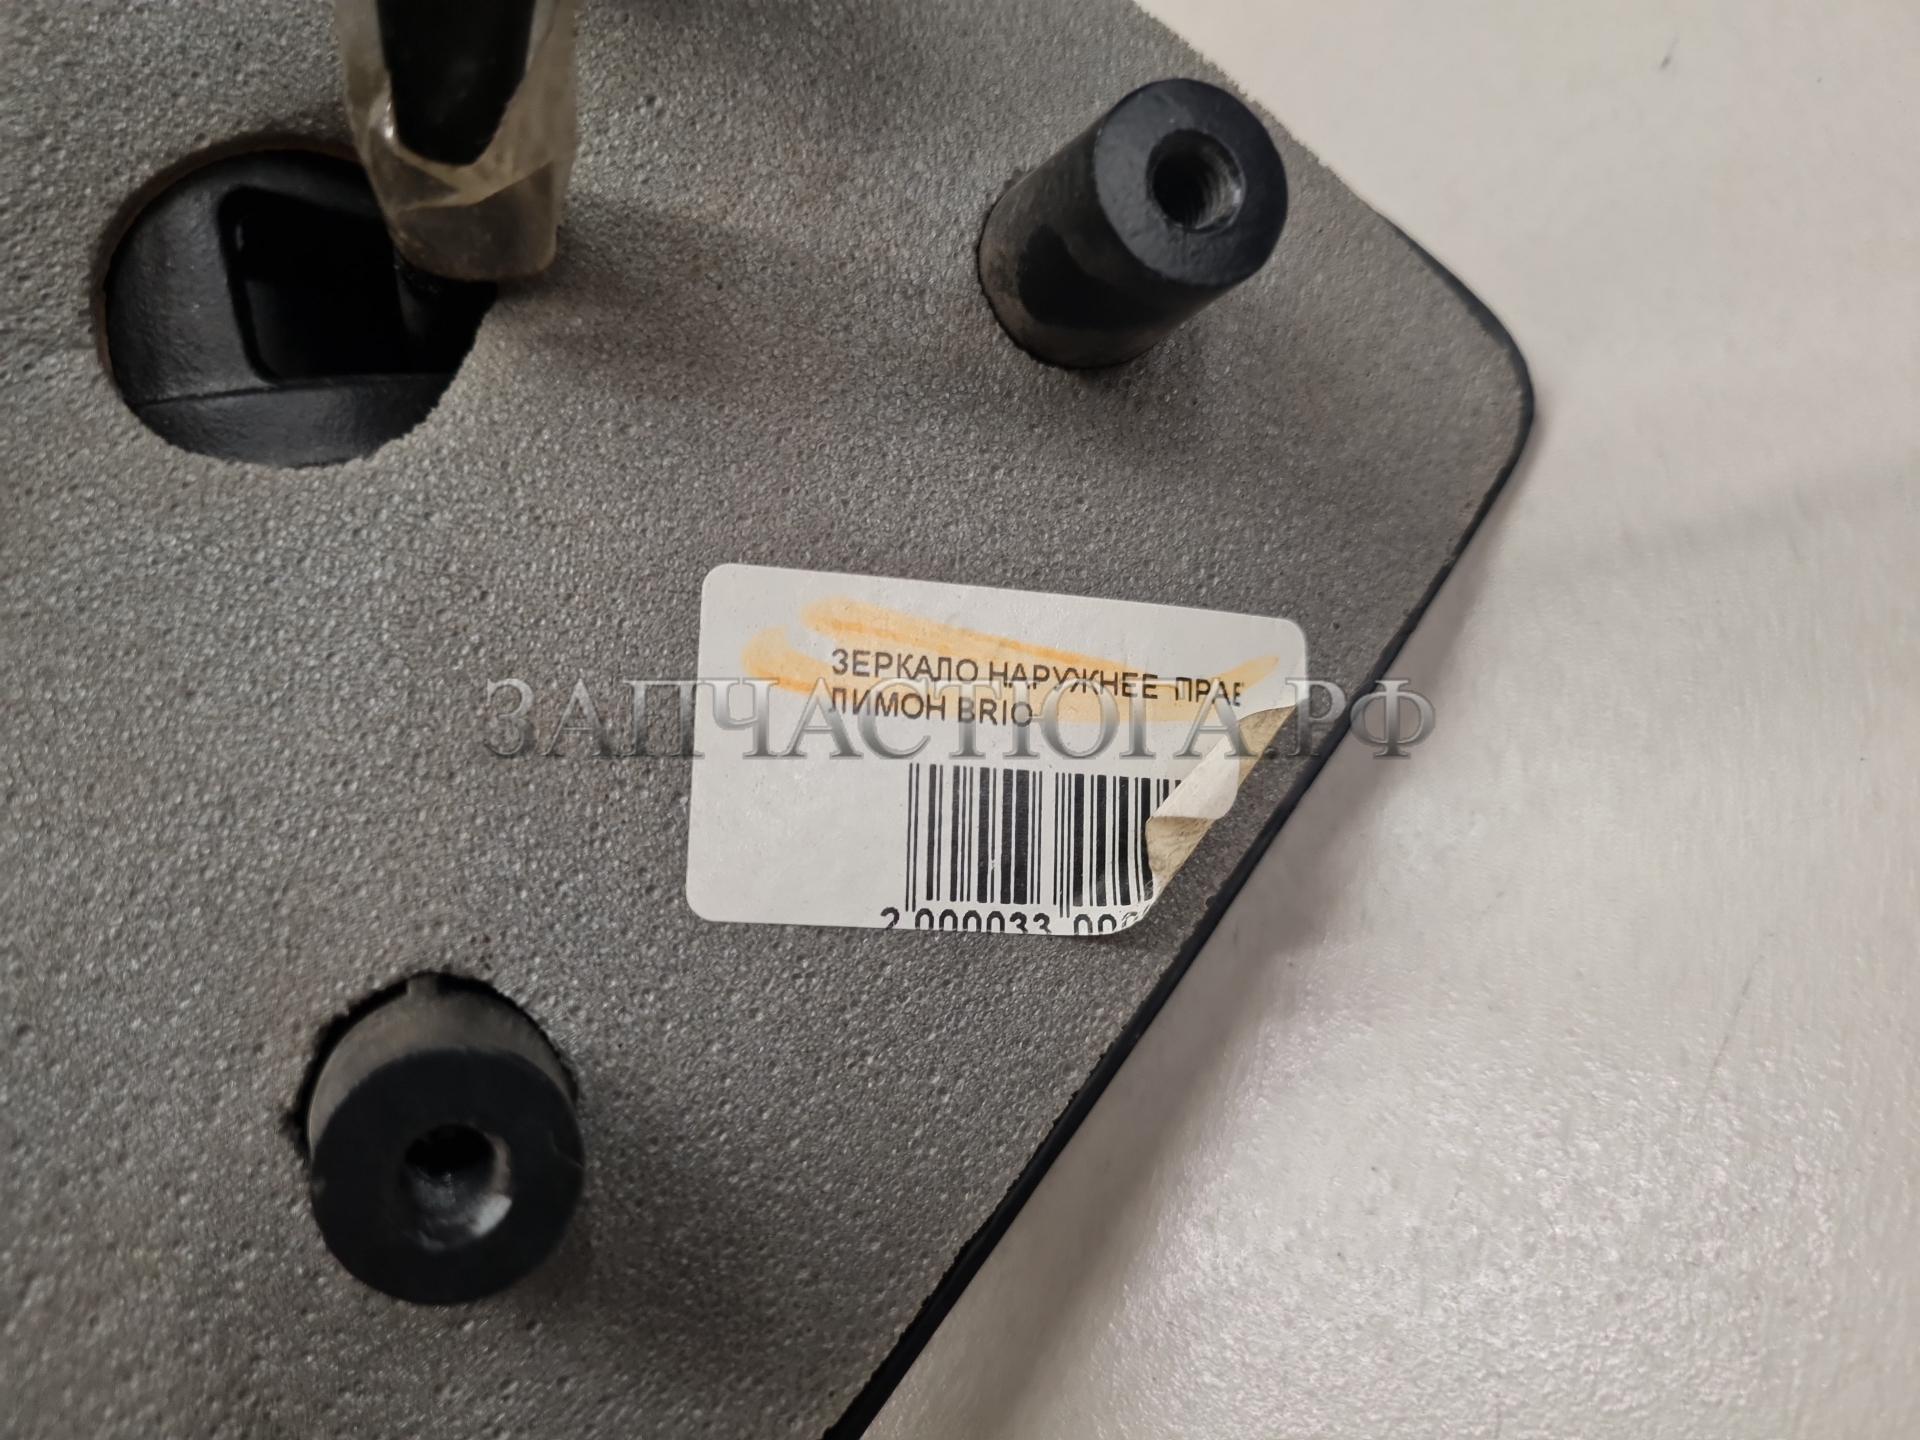 ЗЕРКАЛО НАРУЖНЕЕ ПРАВ
ЛИМОН BRIO
ЗАПЧАСТЮГА.РФ
2 000033 00